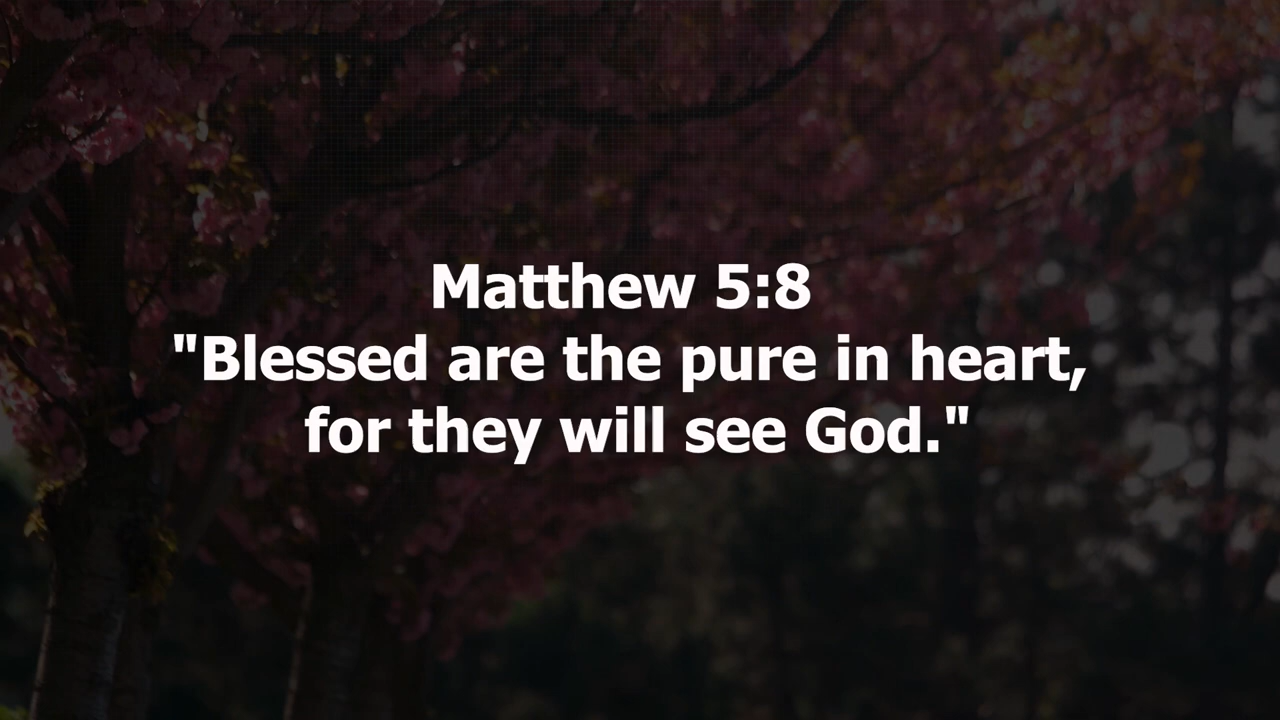 Matthew 5:8
"Blessed are the pure in heart,
for they will see God."